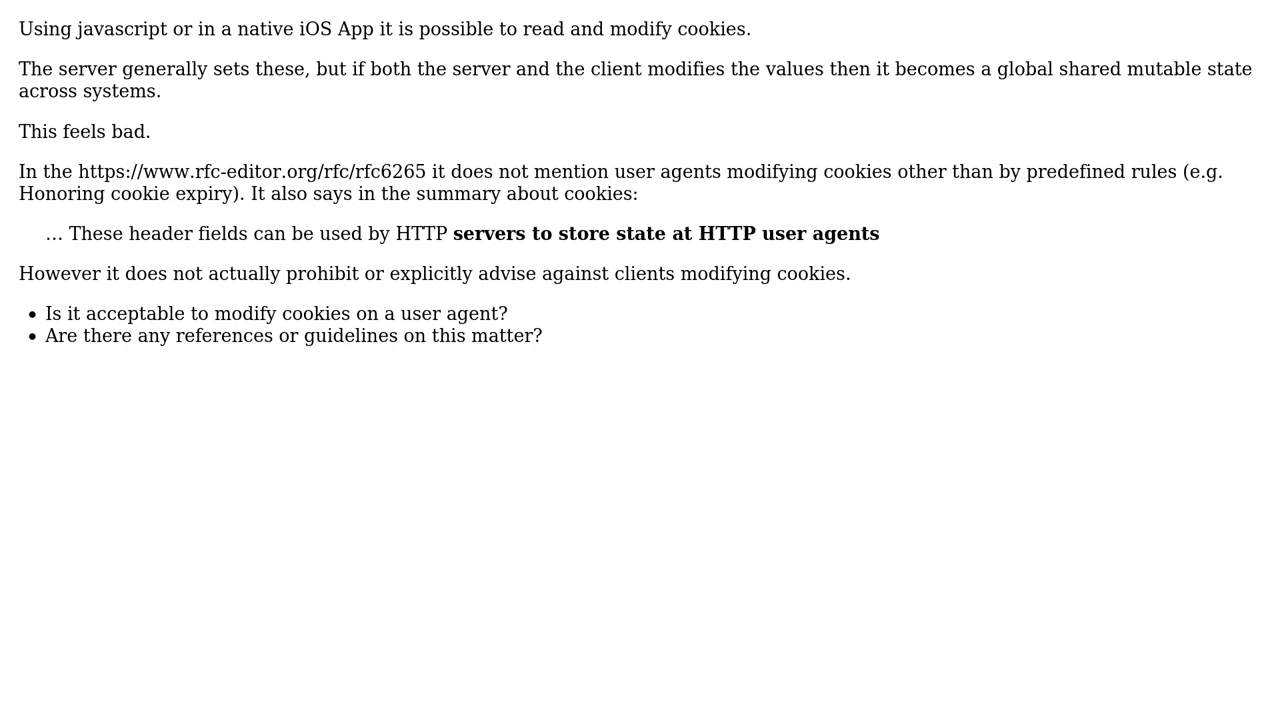 Using javascript or in a native iOS App it is possible to read and modify cookies.
The server generally sets these, but if both the server and the client modifies the values then it becomes a global shared mutable state
across systems.
This feels bad.
In the https://www.rfc-editor.org/rfc/rfc6265 it does not mention user agents modifying cookies other than by predefined rules (e.g.
Honoring cookie expiry). It also says in the summary about cookies:
... These header fields can be used by HTTP servers to store state at HTTP user agents
However it does not actually prohibit or explicitly advise against clients modifying cookies.
• Is it acceptable to modify cookies on a user agent?
• Are there any references or guidelines on this matter?